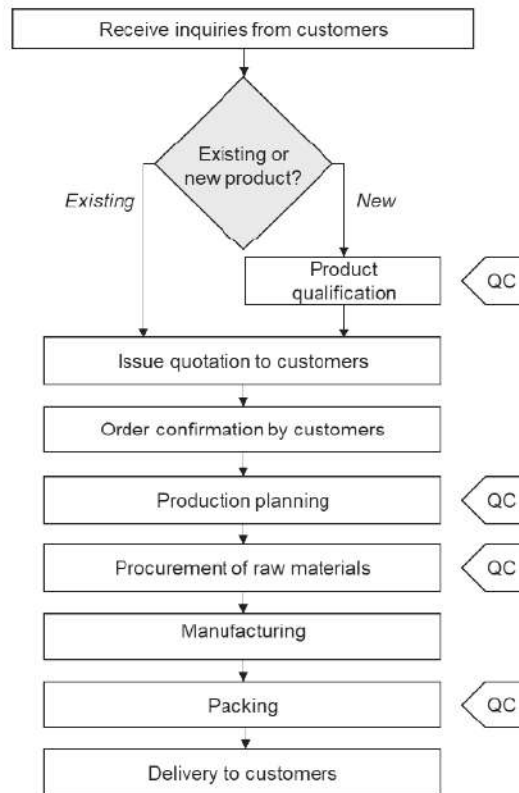 Receive inquiries from customers
Existing or
new product?
Existing
New
Product
qualification
QC
Issue quotation to customers
Order confirmation by customers
Production planning
QC
Procurement of raw materials
QC
Manufacturing
Packing
QC
Delivery to customers